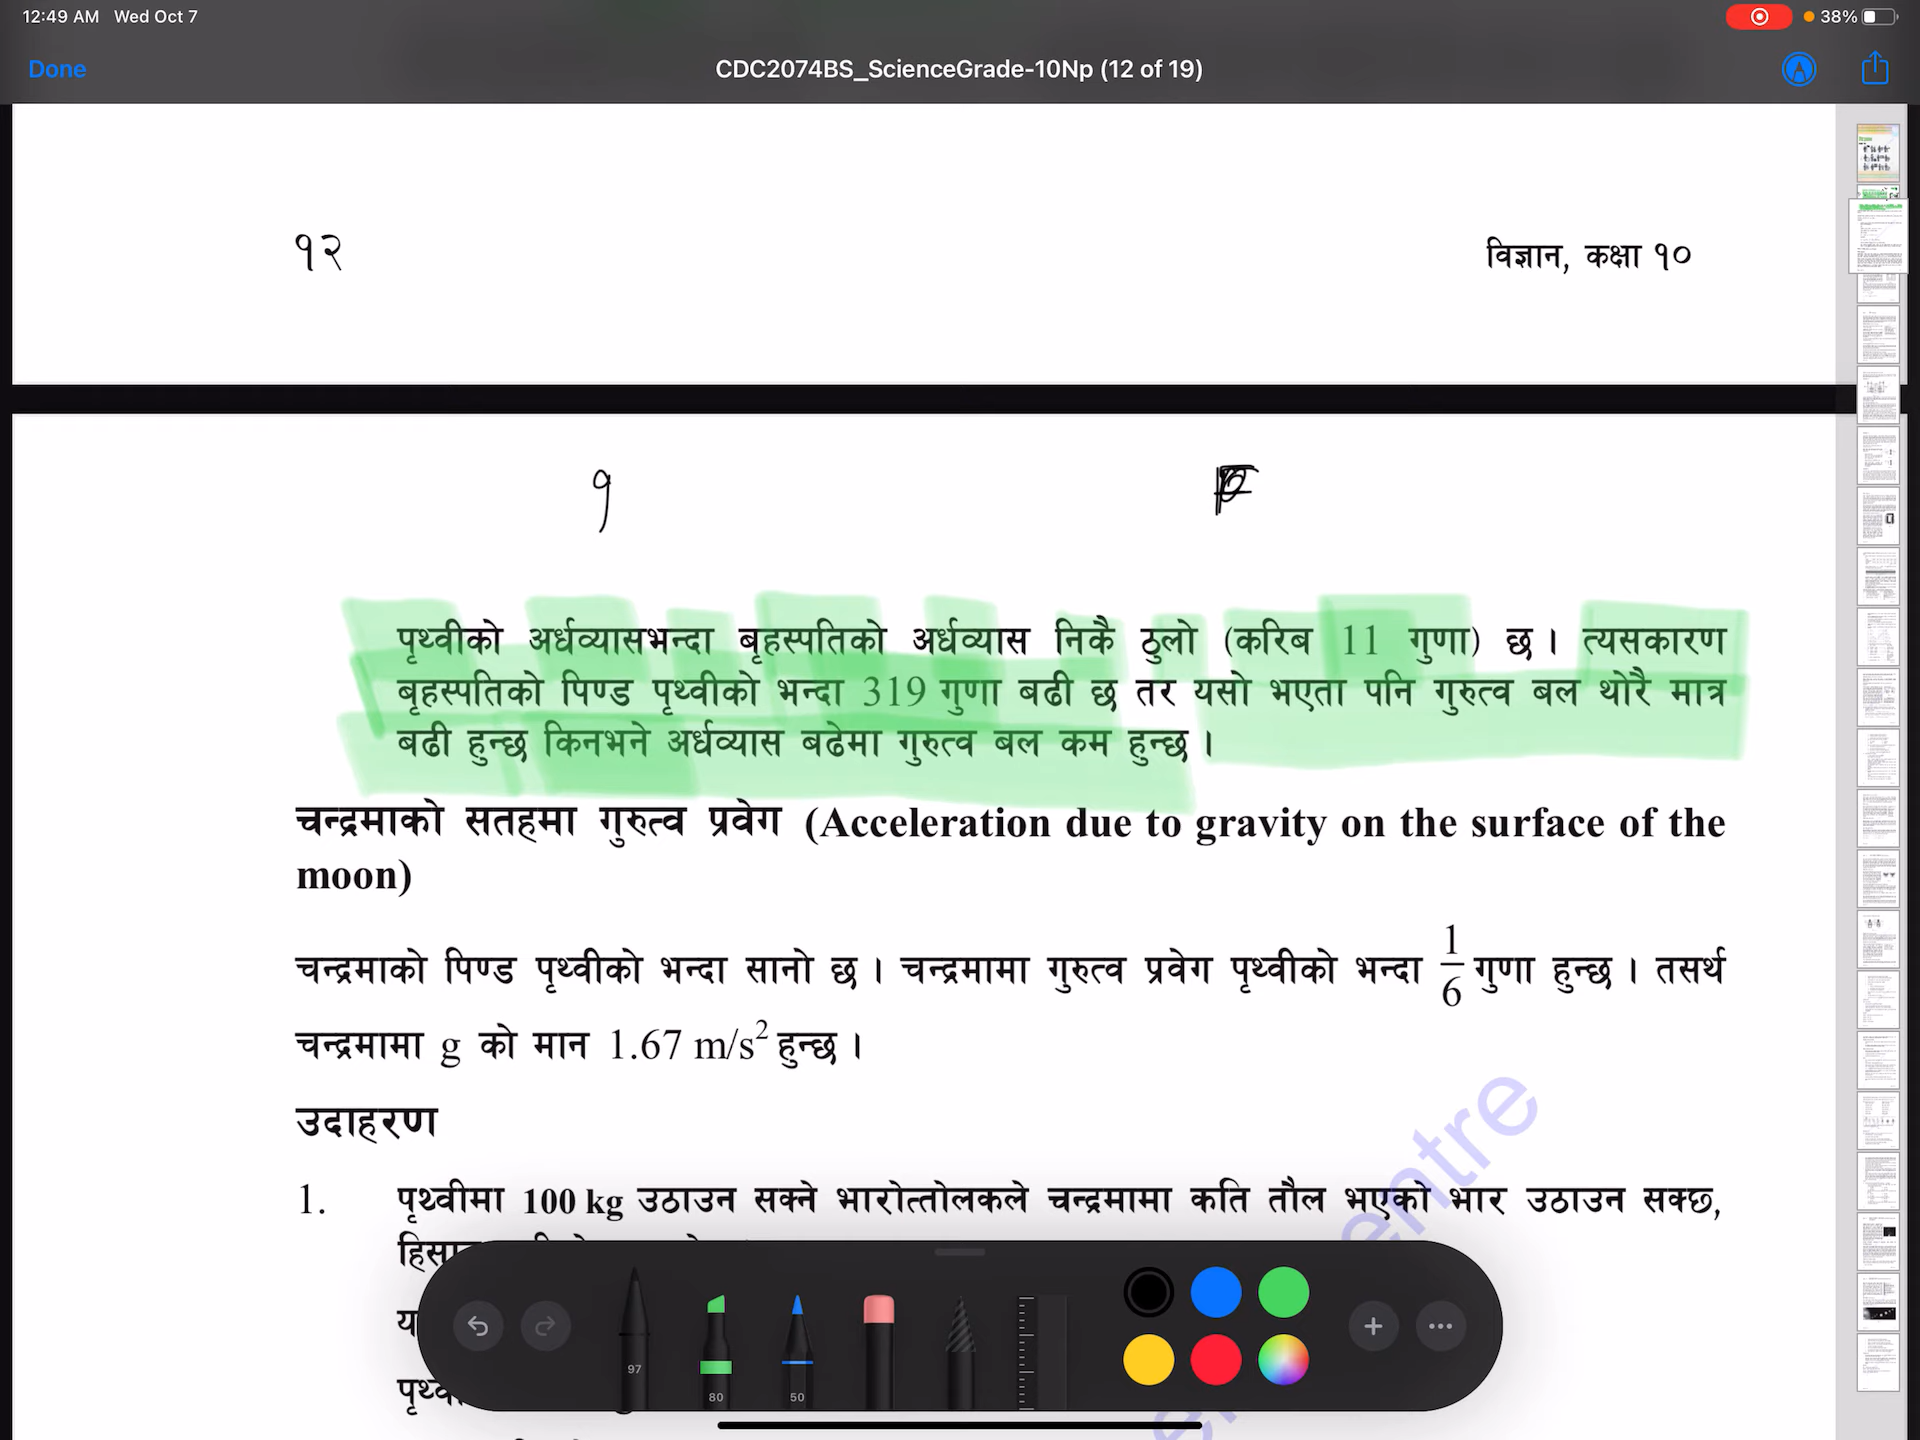 12:49 AM Wed Oct 7
38%
Done
CDC2074BS_ScienceGrade-10Np (12 of 19)
१२
विज्ञान, कक्षा १०
g
पृथ्वीको अर्धव्यासभन्दा बृहस्पतिको अर्धव्यास निकै ठुलो (करिब 11 गुणा) छ । त्यसकारण
बृहस्पतिको पिण्ड पृथ्वीको भन्दा 319 गुणा बढी छ तर यसो भएता पनि गुरुत्व बल थोरै मात्र
बढी हुन्छ किनभने अर्धव्यास बढेमा गुरुत्व बल कम हुन्छ ।
चन्द्रमाको सतहमा गुरुत्व प्रवेग (Acceleration due to gravity on the surface of the
moon)
चन्द्रमाको पिण्ड पृथ्वीको भन्दा सानो छ । चन्द्रमामा गुरुत्व प्रवेग पृथ्वीको भन्दा 1/6 गुणा हुन्छ । तसर्थ
चन्द्रमामा g को मान 1.67 m/s² हुन्छ ।
उदाहरण
1. पृथ्वीमा 100 kg उठाउन सक्ने भारोत्तोलकले चन्द्रमामा कति तौल भएको भार उठाउन सक्छ,
entre
97
80
50